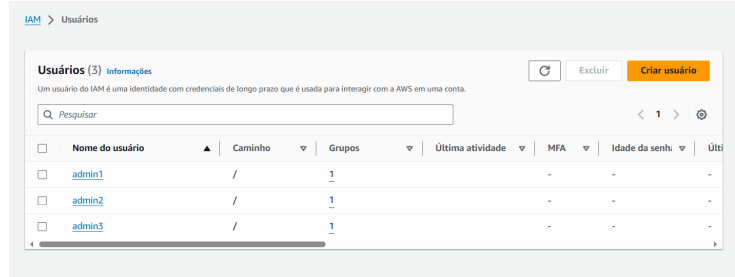 IAM > Usuários
Usuários (3) Informações
Excluir
Criar usuário
Um usuário do IAM é uma identidade com credenciais de longo prazo que é usada para interagir com a AWS em uma conta.
Pesquisar
< 1 >
Nome do usuário Caminho Grupos Última atividade MFA Idade da senha Últi
admin1 / 1 - - -
admin2 / 1 - - -
admin3 / 1 - - -